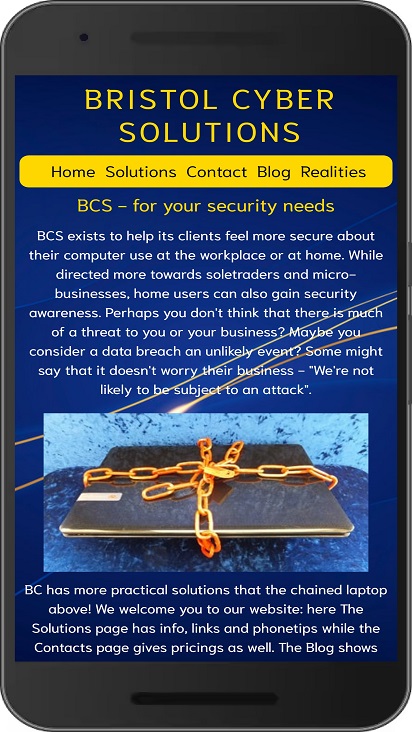 BRISTOL CYBER
SOLUTIONS
Home Solutions Contact Blog Realities
BCS - for your security needs
BCS exists to help its clients feel more secure about
their computer use at the workplace or at home. While
directed more towards soletraders and micro-
businesses, home users can also gain security
awareness. Perhaps you don't think that there is much
of a threat to you or your business? Maybe you
consider a data breach an unlikely event? Some might
say that it doesn't worry their business - "We're not
likely to be subject to an attack".
BC has more practical solutions that the chained laptop
above! We welcome you to our website: here The
Solutions page has info, links and phonetips while the
Contacts page gives pricings as well. The Blog shows